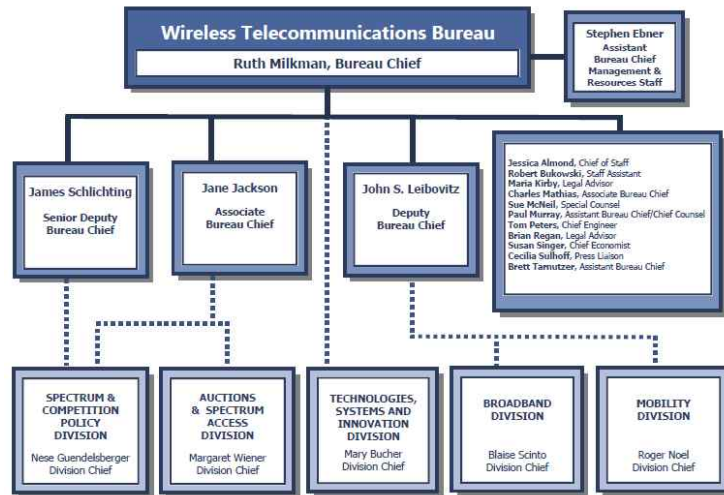 Wireless Telecommunications Bureau
Ruth Milkman, Bureau Chief
Stephen Ebner
Assistant
Bureau Chief
Management &
Resources Staff
James Schlichting
Senior Deputy
Bureau Chief
Jane Jackson
Associate
Bureau Chief
John S. Leibovitz
Deputy
Bureau Chief
Jessica Almond, Chief of Staff
Robert Bukowski, Staff Assistant
Maria Kirby, Legal Advisor
Charles Mathias, Associate Bureau Chief
Sue McNeil, Special Counsel
Paul Murray, Assistant Bureau Chief/Chief Counsel
Tom Peters, Chief Engineer
Brian Regan, Legal Advisor
Susan Singer, Chief Economist
Cecilia Sulhoff, Press Liaison
Brett Tarnutzer, Assistant Bureau Chief
SPECTRUM &
COMPETITION
POLICY
DIVISION
Nese Guendelsberger
Division Chief
AUCTIONS
& SPECTRUM
ACCESS
DIVISION
Margaret Wiener
Division Chief
TECHNOLOGIES,
SYSTEMS AND
INNOVATION
DIVISION
Mary Bucher
Division Chief
BROADBAND
DIVISION
Blaise Scinto
Division Chief
MOBILITY
DIVISION
Roger Noel
Division Chief